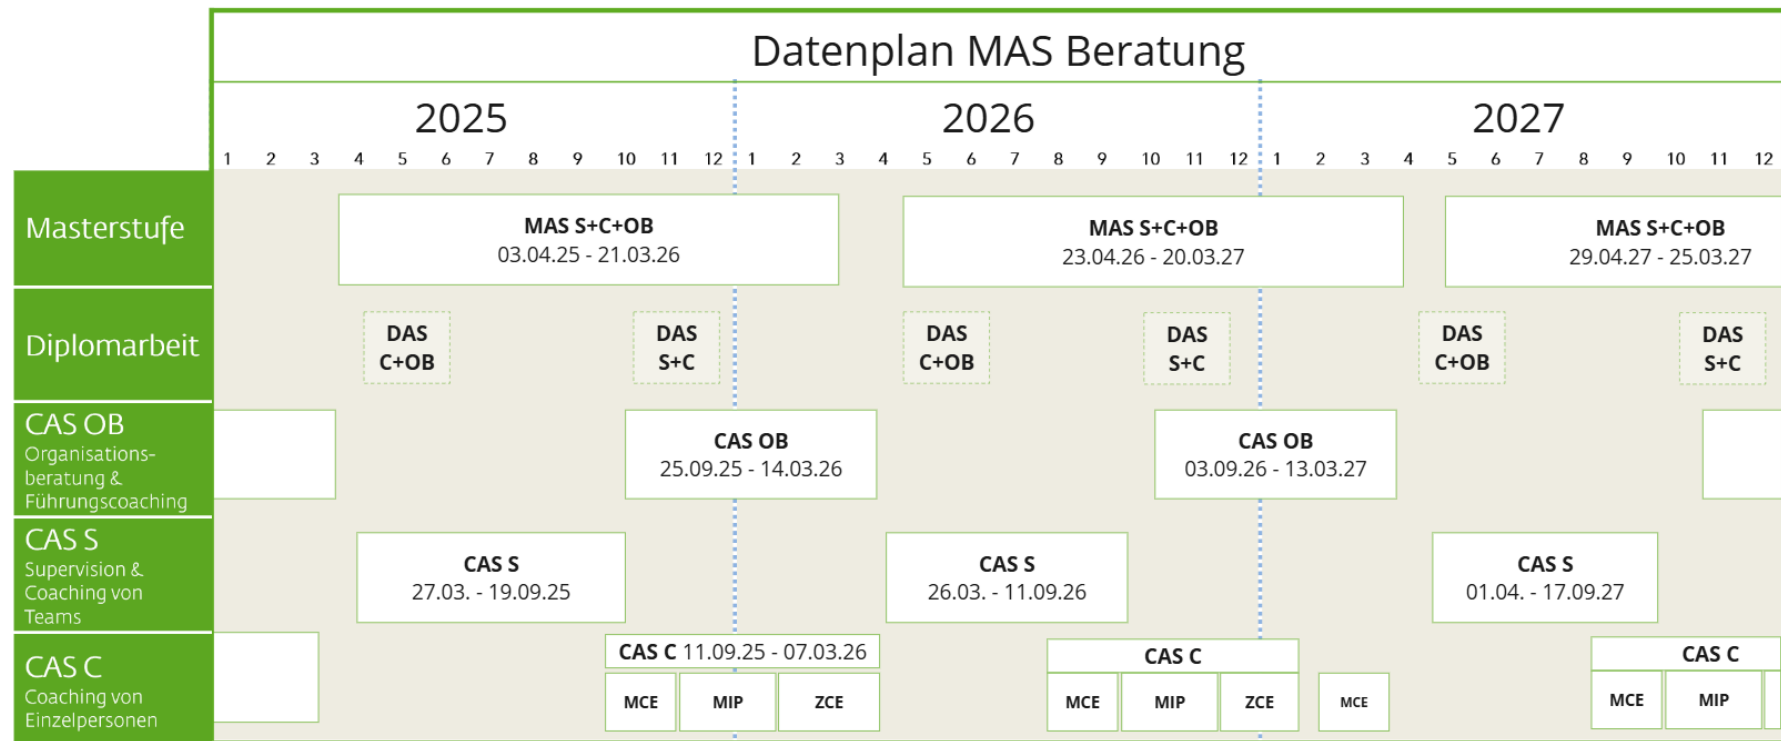 Datenplan MAS Beratung
2025 2026 2027
1 2 3 4 5 6 7 8 9 10 11 12 1 2 3 4 5 6 7 8 9 10 11 12 1 2 3 4 5 6 7 8 9 10 11 12
Masterstufe
MAS S+C+OB
03.04.25 - 21.03.26
MAS S+C+OB
23.04.26 - 20.03.27
MAS S+C+OB
29.04.27 - 25.03.27
Diplomarbeit
DAS
C+OB
DAS
S+C
DAS
C+OB
DAS
S+C
DAS
C+OB
DAS
S+C
CAS OB
Organisations-
beratung &
Führungscoaching
CAS OB
25.09.25 - 14.03.26
CAS OB
03.09.26 - 13.03.27
CAS S
Supervision &
Coaching von
Teams
CAS S
27.03. - 19.09.25
CAS S
26.03. - 11.09.26
CAS S
01.04. - 17.09.27
CAS C
Coaching von
Einzelpersonen
CAS C 11.09.25 - 07.03.26
MCE MIP ZCE
CAS C
MCE MIP ZCE MCE
CAS C
MCE MIP